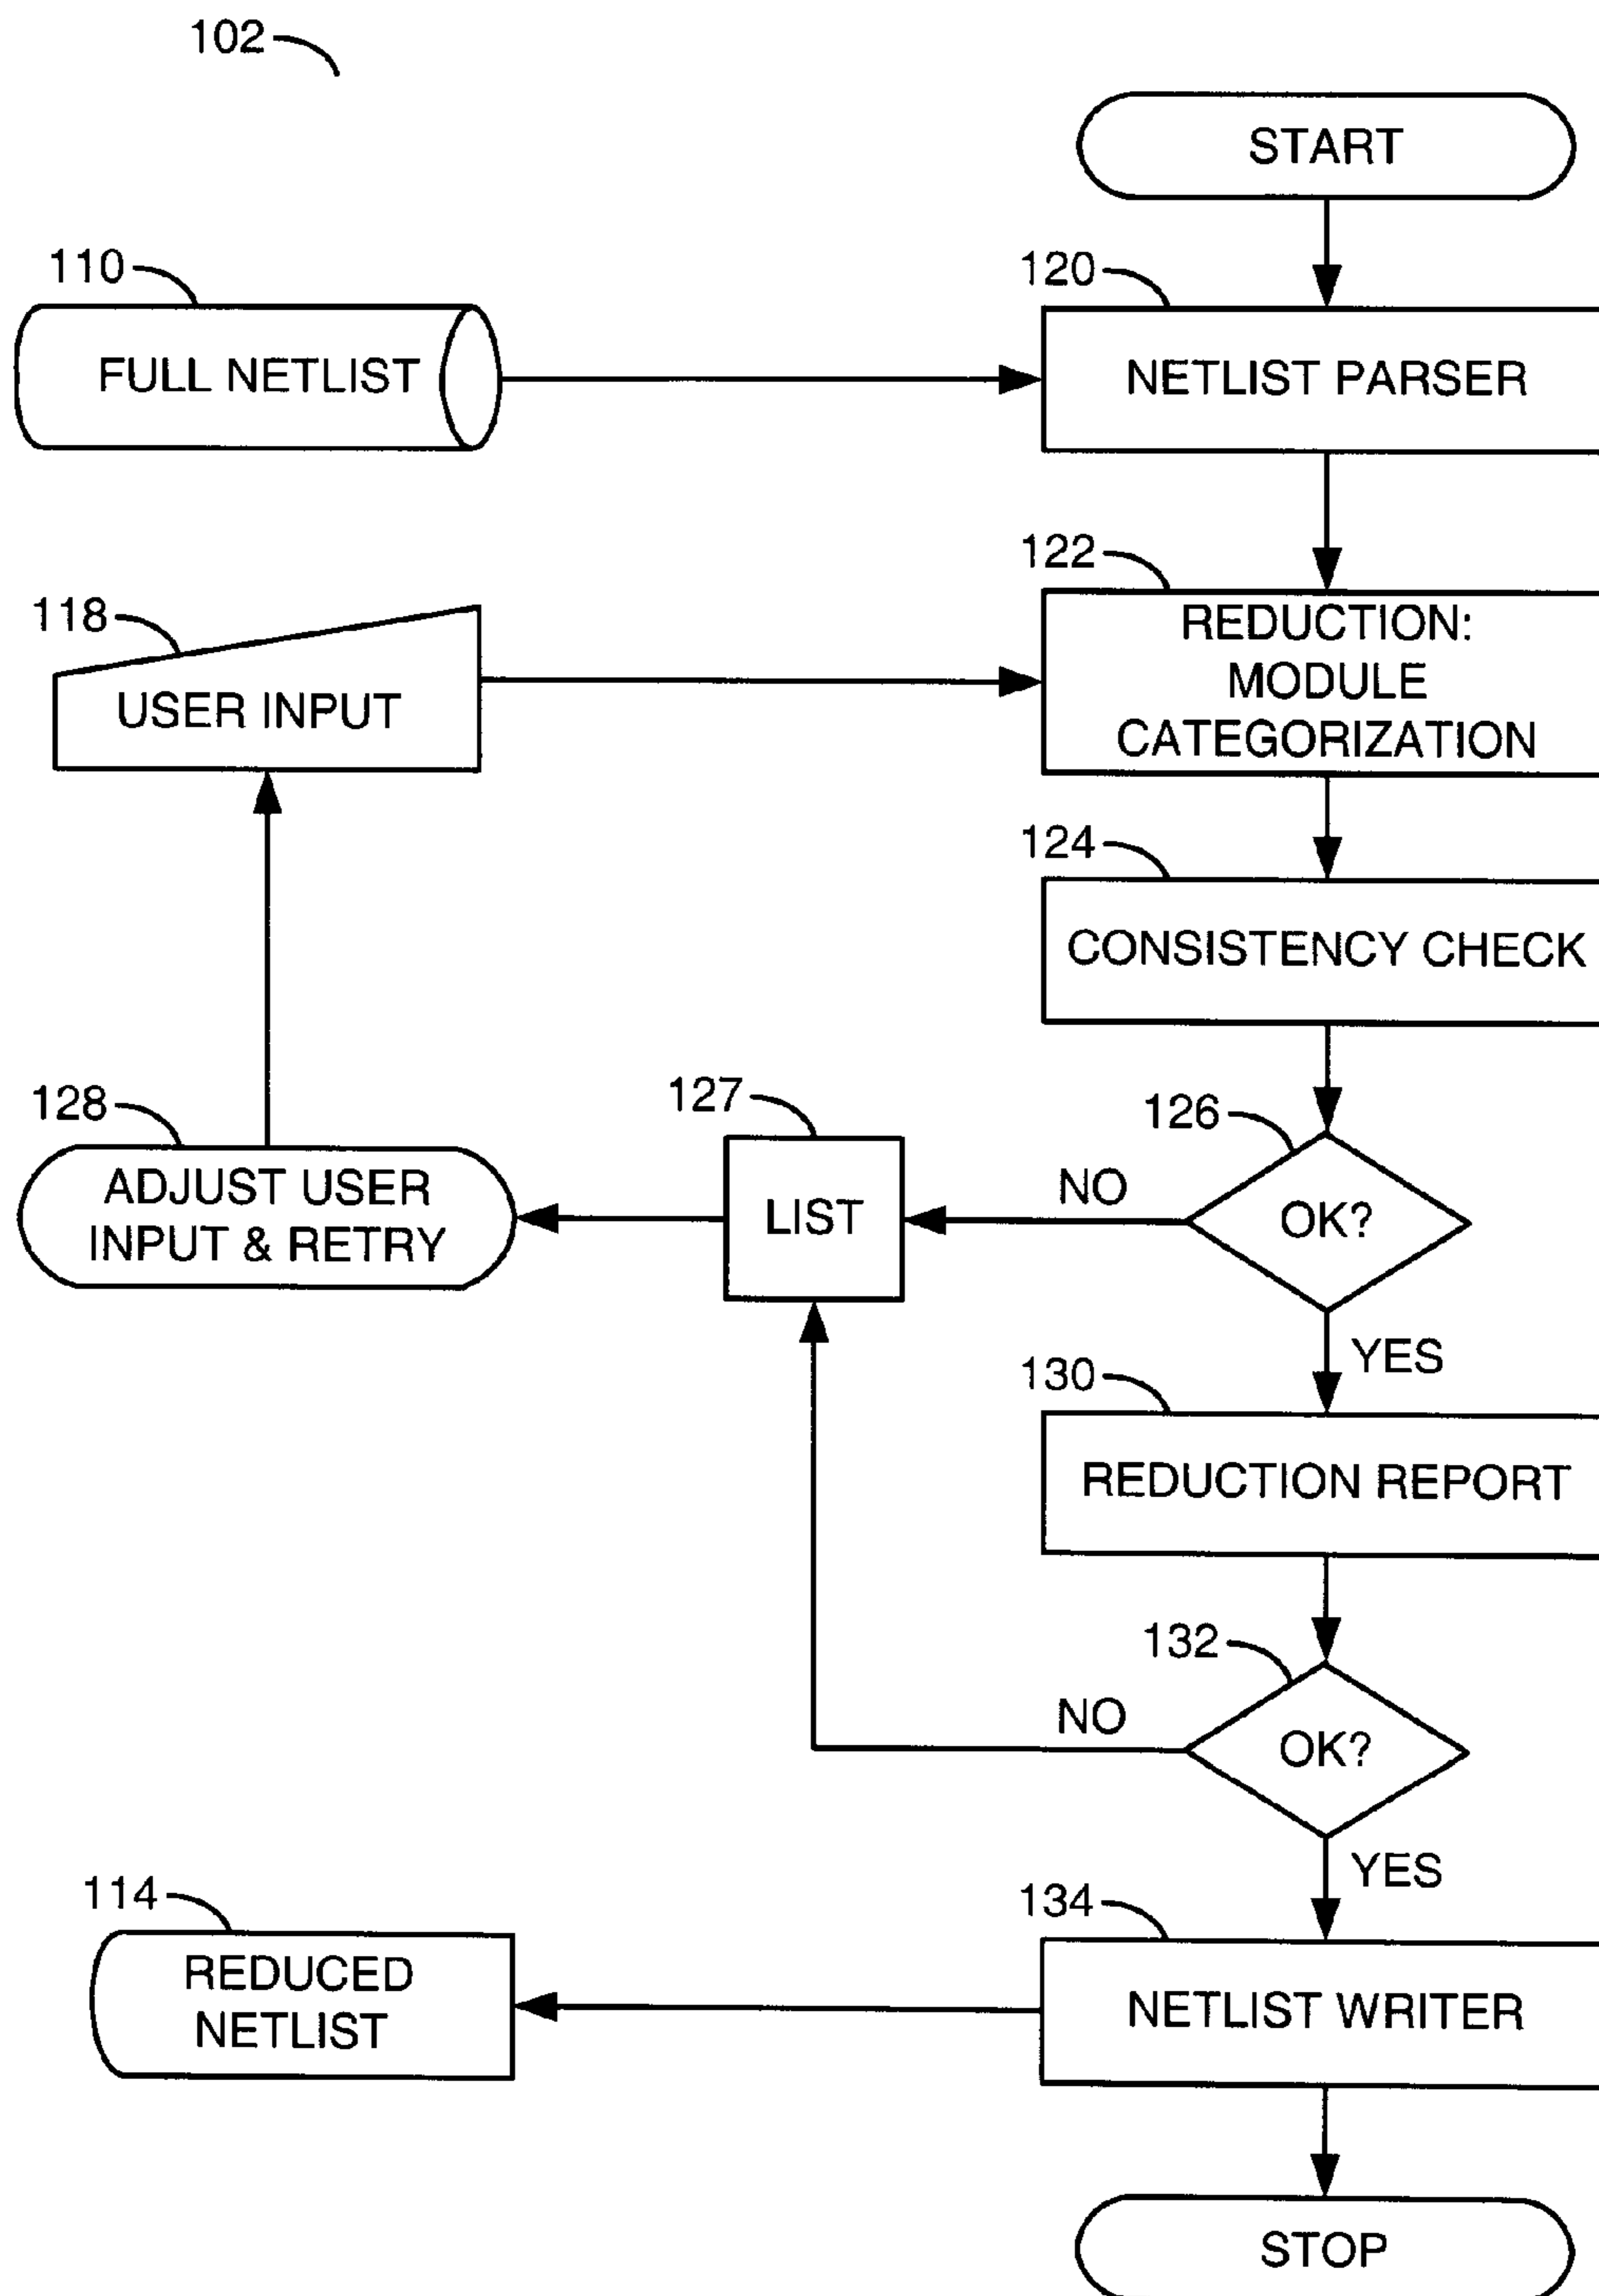 102
START
110
120
FULL NETLIST
NETLIST PARSER
122
118
REDUCTION:
MODULE
CATEGORIZATION
USER INPUT
124
CONSISTENCY CHECK
128
127
126
ADJUST USER
INPUT & RETRY
LIST
NO
OK?
YES
130
REDUCTION REPORT
132
NO
OK?
YES
114
134
REDUCED
NETLIST
NETLIST WRITER
STOP